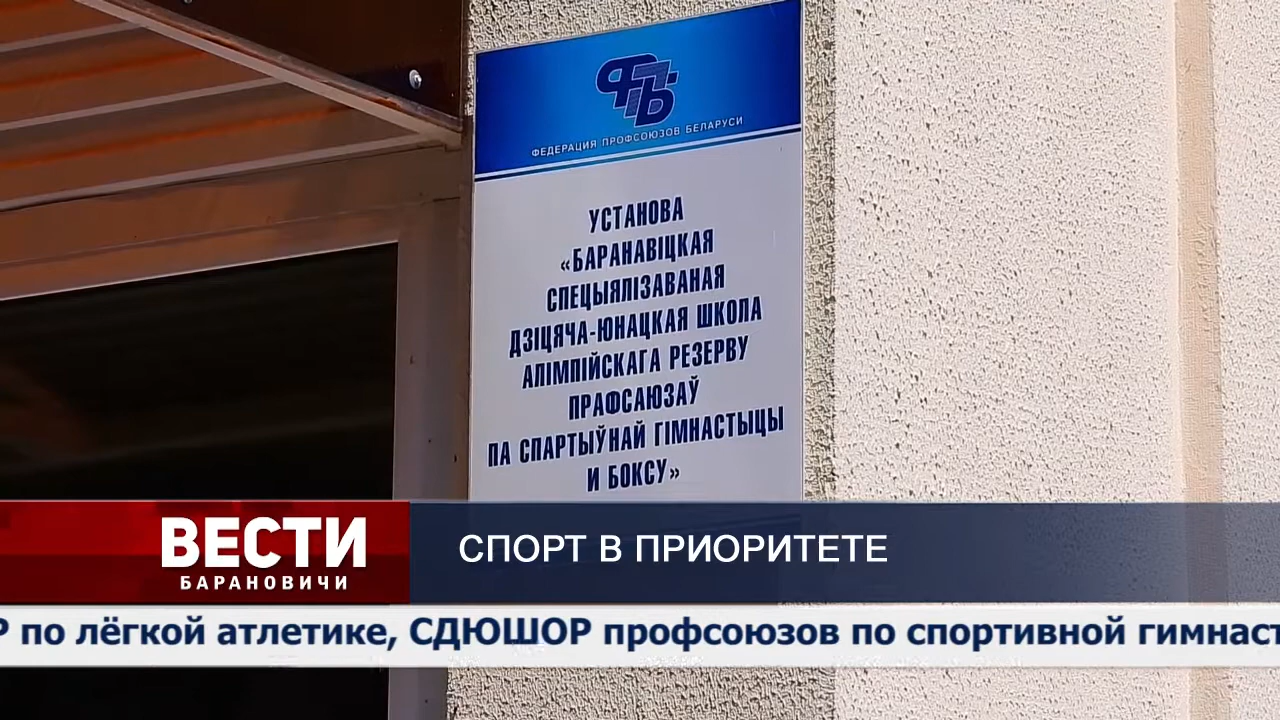 ФПБ
ФЕДЕРАЦИЯ ПРОФСОЮЗОВ БЕЛАРУСИ
УСТАНОВА
«БАРАНАВІЦКАЯ
СПЕЦЫЯЛІЗАВАНАЯ
ДЗІЦЯЧА-ЮНАЦКАЯ ШКОЛА
АЛІМПІЙСКАГА РЕЗЕРВУ
ПРАФСАЮЗАЎ
ПА СПАРТЫЎНАЙ ГІМНАСТЫЦЫ
И БОКСУ»
ВЕСТИ
БАРАНОВИЧИ
СПОРТ В ПРИОРИТЕТЕ
Р по лёгкой атлетике, СДЮШОР профсоюзов по спортивной гимнаст